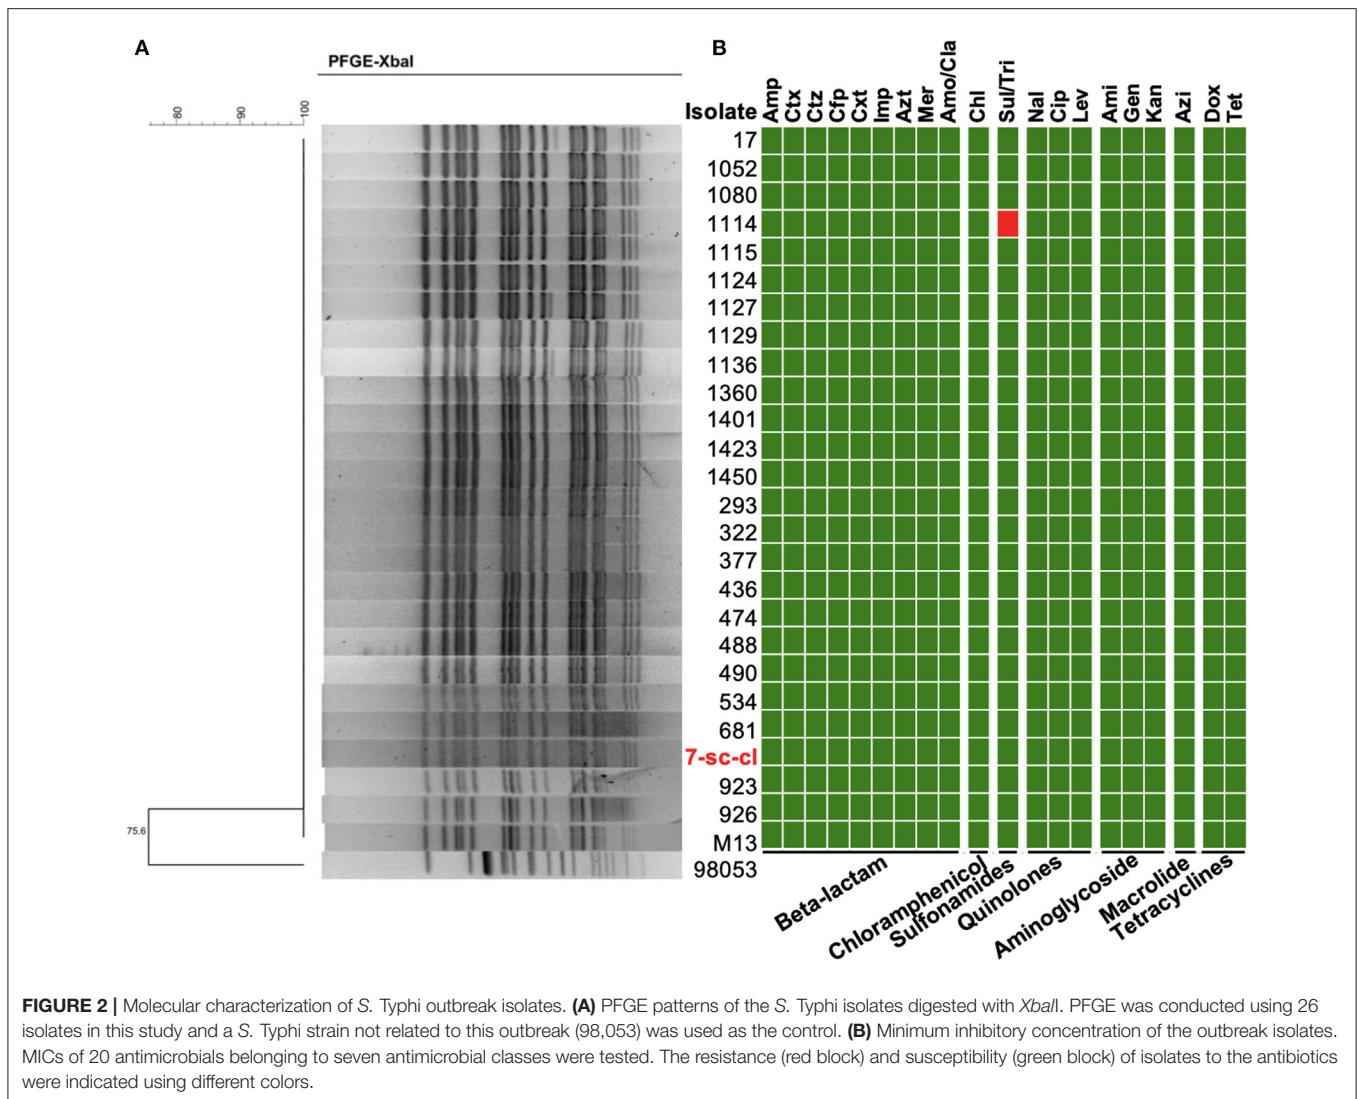 A
B
PFGE-XbaI
80
90
100
Isolate
Amp
Ctx
Ctz
Cfp
Cxt
Imp
Azt
Mer
Amo/Cla
Chl
Sul/Tri
Nal
Cip
Lev
Ami
Gen
Kan
Azi
Dox
Tet
17
1052
1080
1114
1115
1124
1127
1129
1136
1360
1401
1423
1450
293
322
377
436
474
488
490
534
681
7-sc-cl
923
926
M13
98053
75.6
Beta-lactam
Chloramphenicol
Sulfonamides
Quinolones
Aminoglycoside
Macrolide
Tetracyclines
FIGURE 2 | Molecular characterization of S. Typhi outbreak isolates. (A) PFGE patterns of the S. Typhi isolates digested with XbaII. PFGE was conducted using 26
isolates in this study and a S. Typhi strain not related to this outbreak (98,053) was used as the control. (B) Minimum inhibitory concentration of the outbreak isolates.
MICs of 20 antimicrobials belonging to seven antimicrobial classes were tested. The resistance (red block) and susceptibility (green block) of isolates to the antibiotics
were indicated using different colors.